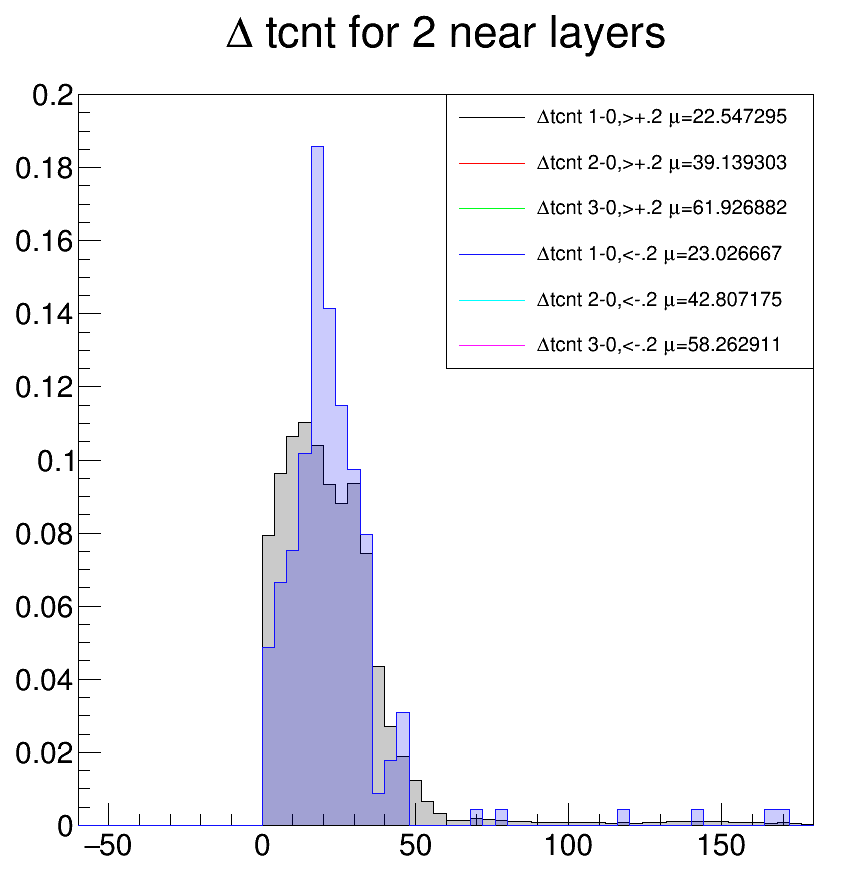 Δ tcnt for 2 near layers
0.2
0.18
0.16
0.14
0.12
0.1
0.08
0.06
0.04
0.02
0
Δtcnt 1-0,>+.2 μ=22.547295
Δtcnt 2-0,>+.2 μ=39.139303
Δtcnt 3-0,>+.2 μ=61.926882
Δtcnt 1-0,<-.2 μ=23.026667
Δtcnt 2-0,<-.2 μ=42.807175
Δtcnt 3-0,<-.2 μ=58.262911
−50 0 50 100 150